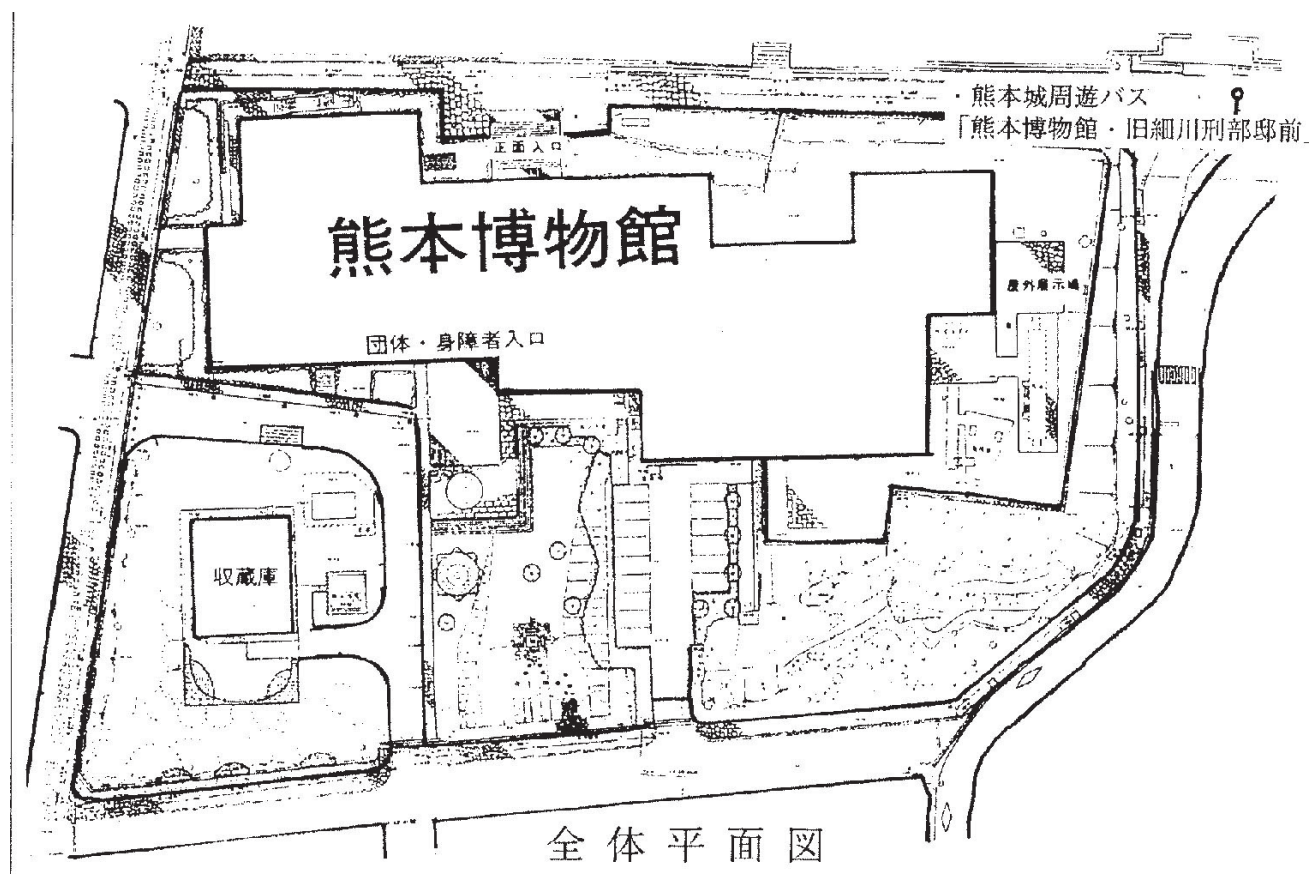 ・熊本城周遊バス
「熊本博物館・旧細川刑部邸前
正面入口
熊本博物館
屋外展示場
団体・身障者入口
収蔵庫
全体平面図